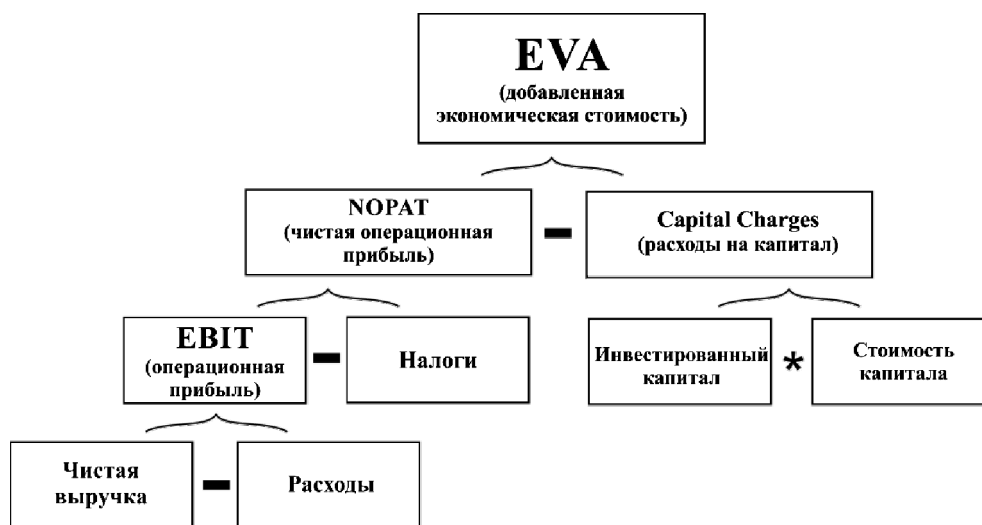 EVA
(добавленная
экономическая стоимость)
NOPAT
(чистая операционная
прибыль)
-
Capital Charges
(расходы на капитал)
EBIT
(операционная
прибыль)
-
Налоги
Инвестированный
капитал
*
Стоимость
капитала
Чистая
выручка
-
Расходы